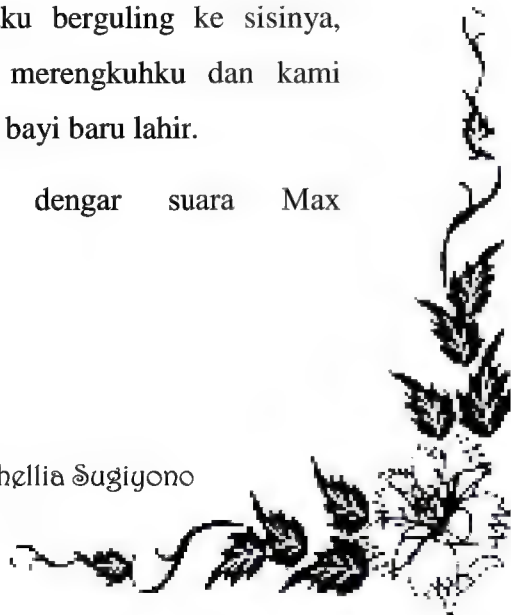 ku berguling ke sisinya,
merengkuhku dan kami
bayi baru lahir.
dengar suara Max
hellia Sugiyono